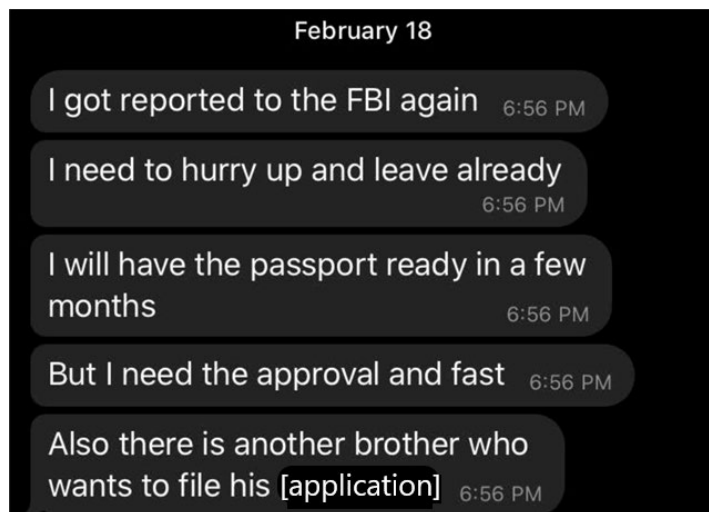 February 18
I got reported to the FBI again 6:56 PM
I need to hurry up and leave already
6:56 PM
I will have the passport ready in a few
months 6:56 PM
But I need the approval and fast 6:56 PM
Also there is another brother who
wants to file his [application] 6:56 PM